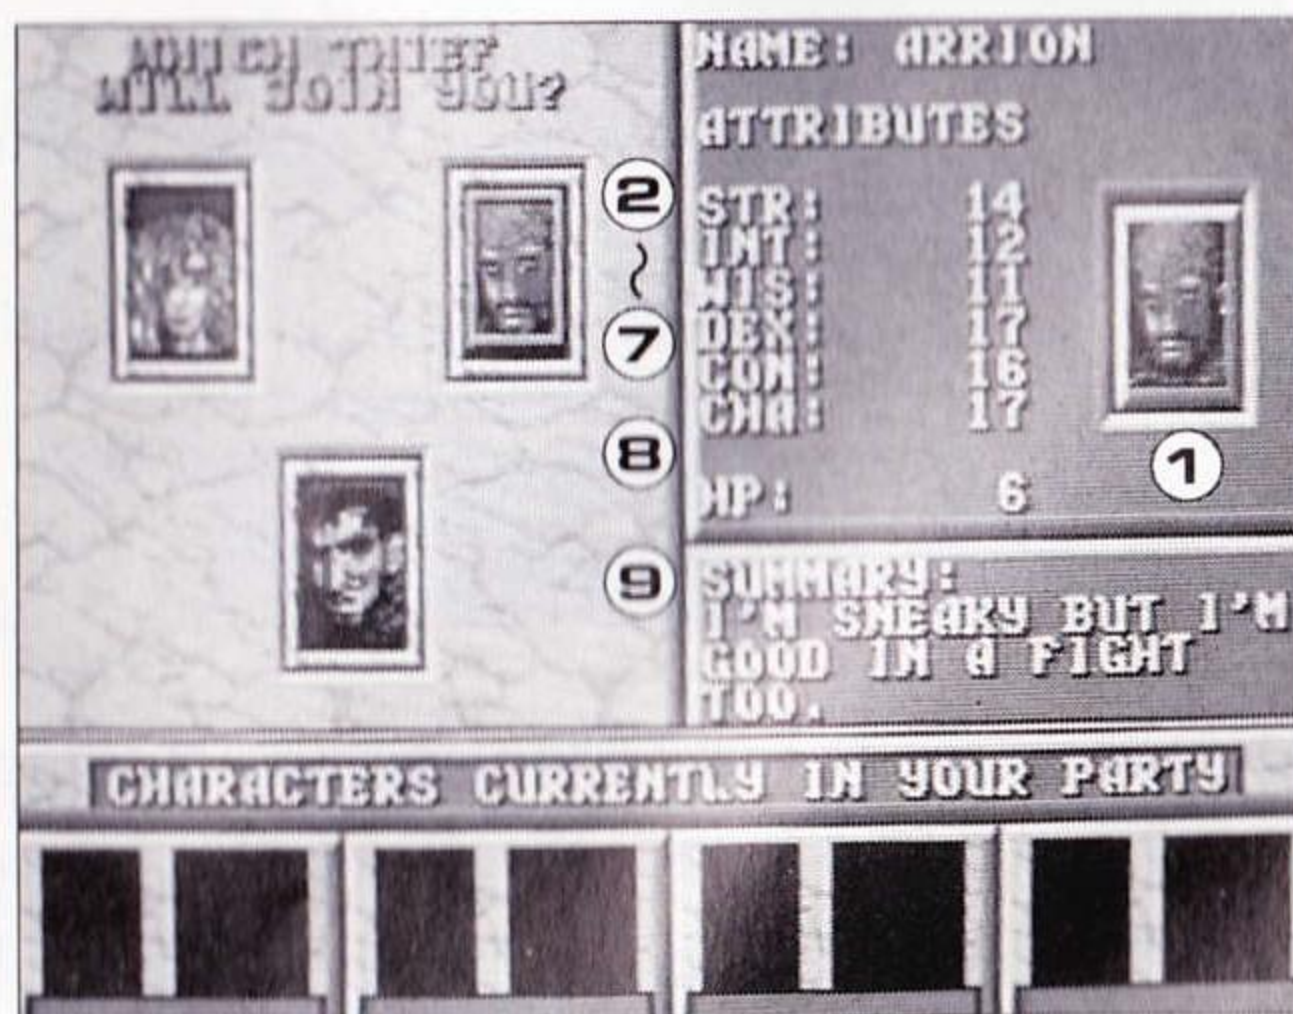 WHICH THIEF
WILL JOIN YOU?
NAME: ARRION
ATTRIBUTES
STR: 14
INT: 12
WIS: 11
DEX: 17
CON: 16
CHA: 17
HP: 6
SUMMARY:
I'M SNEAKY BUT I'M
GOOD IN A FIGHT
TOO.
②
~
⑦
⑧
⑨
①
CHARACTERS CURRENTLY IN YOUR PARTY